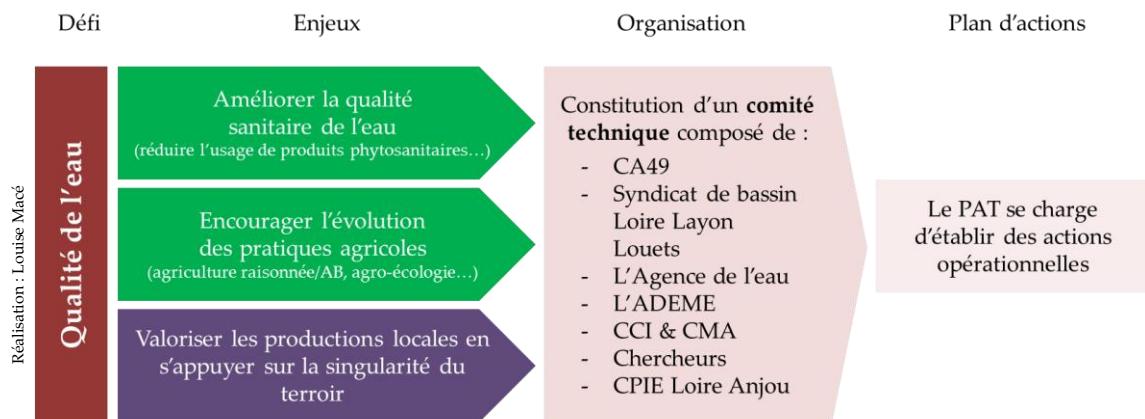 Défi
Enjeux
Organisation
Plan d'actions
Réalisation : Louise Macé
Qualité de l'eau
Améliorer la qualité
sanitaire de l'eau
(réduire l'usage de produits phytosanitaires…)
Encourager l'évolution
des pratiques agricoles
(agriculture raisonnée/AB, agro-écologie…)
Valoriser les productions locales en
s'appuyer sur la singularité du
terroir
Constitution d'un comité
technique composé de :
- CA49
- Syndicat de bassin
Loire Layon
Louets
- L'Agence de l'eau
- L'ADEME
- CCI & CMA
- Chercheurs
- CPIE Loire Anjou
Le PAT se charge
d'établir des actions
opérationnelles